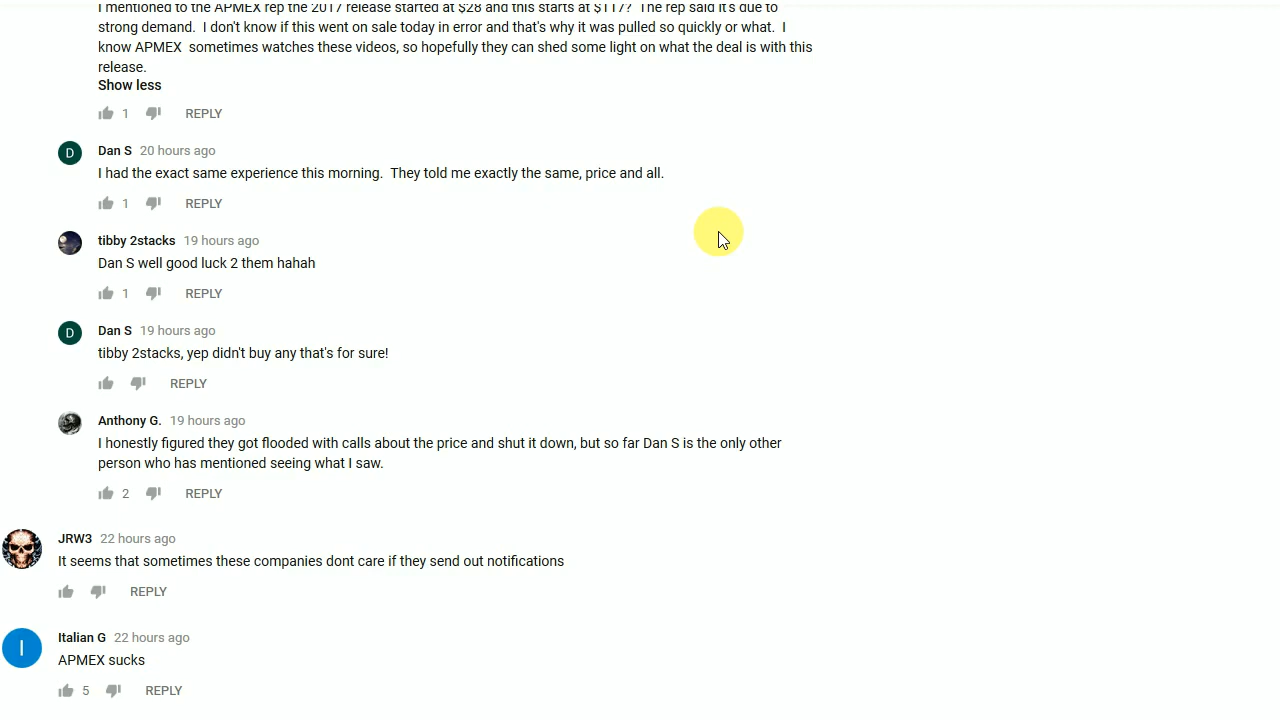 I mentioned to the APMEX rep the 2017 release started at $28 and this starts at $117?  The rep said it's due to
strong demand.  I don't know if this went on sale today in error and that's why it was pulled so quickly or what.  I
know APMEX  sometimes watches these videos, so hopefully they can shed some light on what the deal is with this
release.
Show less
1 REPLY
D Dan S 20 hours ago
I had the exact same experience this morning.  They told me exactly the same, price and all.
1 REPLY
tibby 2stacks 19 hours ago
Dan S well good luck 2 them hahah
1 REPLY
D Dan S 19 hours ago
tibby 2stacks, yep didn't buy any that's for sure!
REPLY
Anthony G. 19 hours ago
I honestly figured they got flooded with calls about the price and shut it down, but so far Dan S is the only other
person who has mentioned seeing what I saw.
2 REPLY
JRW3 22 hours ago
It seems that sometimes these companies dont care if they send out notifications
REPLY
I Italian G 22 hours ago
APMEX sucks
5 REPLY